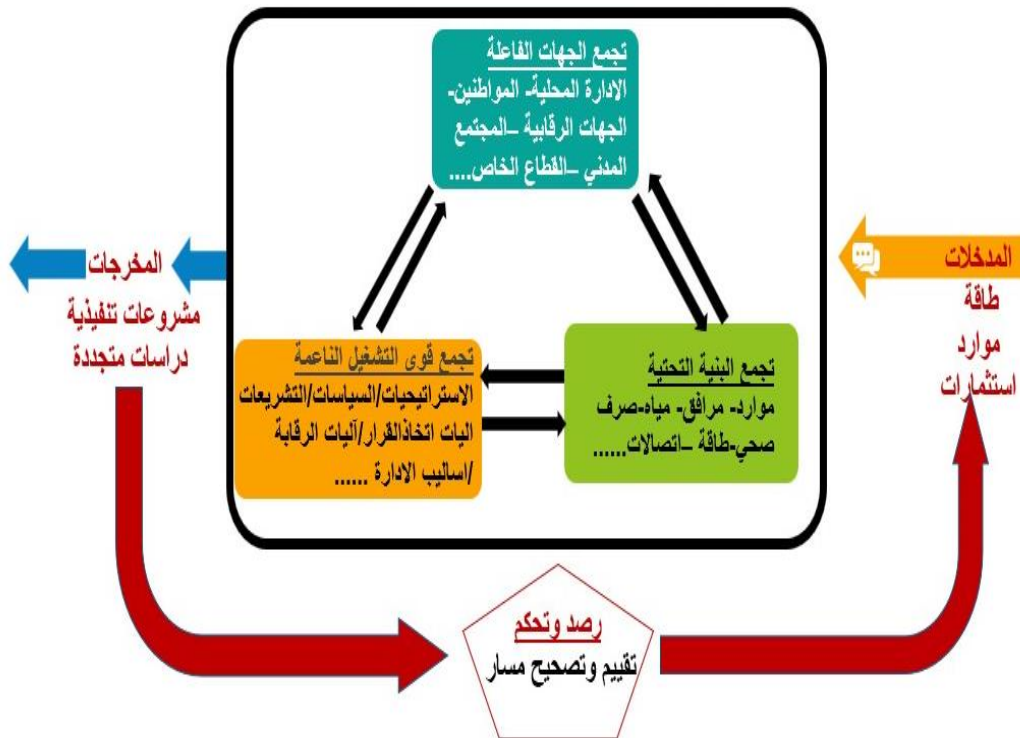 تجمع الجهات الفاعلة
الادارة المحلية- المواطنين-
الجهات الرقابية –المجتمع
المدني –القطاع الخاص....
المدخلات
طاقة
موارد
استثمارات
المخرجات
مشروعات تنفيذية
دراسات متجددة
تجمع البنية التحتية
موارد- مرافق- مياه-صرف
صحي-طاقة –اتصالات......
تجمع قوى التشغيل الناعمة
الاستراتيجيات/السياسات/التشريعات
اليات اتخاذالقرار/آليات الرقابة
/اساليب الادارة ......
رصد وتحكم
تقييم وتصحيح مسار